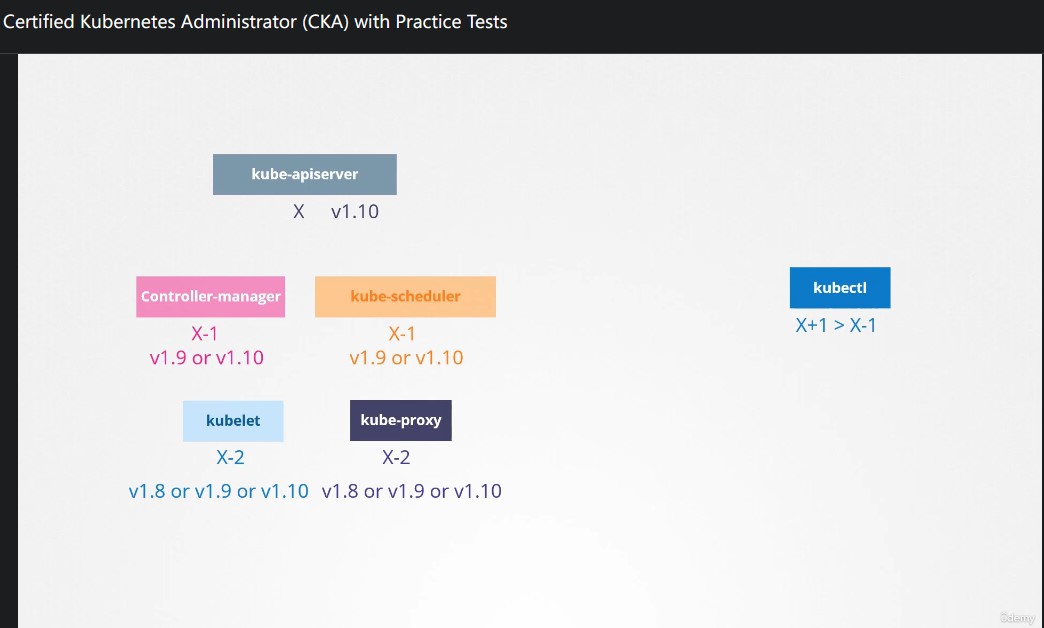 Certified Kubernetes Administrator (CKA) with Practice Tests
kube-apiserver
X v1.10
Controller-manager
X-1
v1.9 or v1.10
kube-scheduler
X-1
v1.9 or v1.10
kubectl
X+1 > X-1
kubelet
X-2
v1.8 or v1.9 or v1.10
kube-proxy
X-2
v1.8 or v1.9 or v1.10
ûdemy